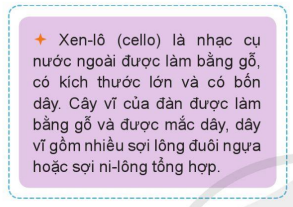 Xen-lô (cello) là nhạc cụ
nước ngoài được làm bằng gỗ,
có kích thước lớn và có bốn
dây. Cây vĩ của đàn được làm
bằng gỗ và được mắc dây, dây
vĩ gồm nhiều sợi lông đuôi ngựa
hoặc sợi ni-lông tổng hợp.